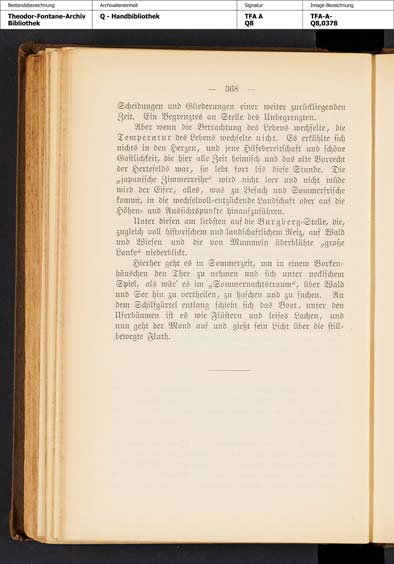 Bestandsbezeichnung Archivalieneinheit Signatur Image-Bezeichnung
Theodor-Fontane-Archiv Q - Handbibliothek TFA A TFA-A-
Bibliothek Q8 Q8,0378
— 368 —
Scheidungen und Gliederungen einer weiter zurückliegenden
Zeit. Ein Begrenztes an Stelle des Unbegrenzten.
Aber wenn die Betrachtung des Lebens wechselte, die
Temperatur des Lebens wechselte nicht. Es erkühlte sich
nichts in den Herzen, und jene Hilfebereitschaft und schöne
Gastlichkeit, die hier alle Zeit heimisch und das alte Vorrecht
der Hertefelds war, sie lebt fort bis diese Stunde. Die
„japanische Zimmerreihe“ wird nicht leer und nicht müde
wird der Eifer, alles, was zu Besuch und Sommerfrische
kommt, in die wechselvoll-entzückende Landschaft oder auf die
Höhen- und Aussichtspunkte hinaufzuführen.
Unter diesen am liebsten auf die Burgberg-Stelle, die,
zugleich voll historischem und landschaftlichem Reiz, auf Wald
und Wiesen und die von Mummeln überblühte „große
Lanke“ niederblickt.
Hierher geht es in Sommerzeit, um in einem Borken-
häuschen den Thee zu nehmen und sich unter neckischem
Spiel, als wär’ es im „Sommernachtstraum“, über Wald
und See hin zu vertheilen, zu haschen und zu suchen. An
dem Schilfgürtel entlang schiebt sich das Boot, unter den
Uferbäumen ist es wie Flüstern und leises Lachen, und
nun geht der Mond auf und gießt sein Licht über die still-
bewegte Fluth.